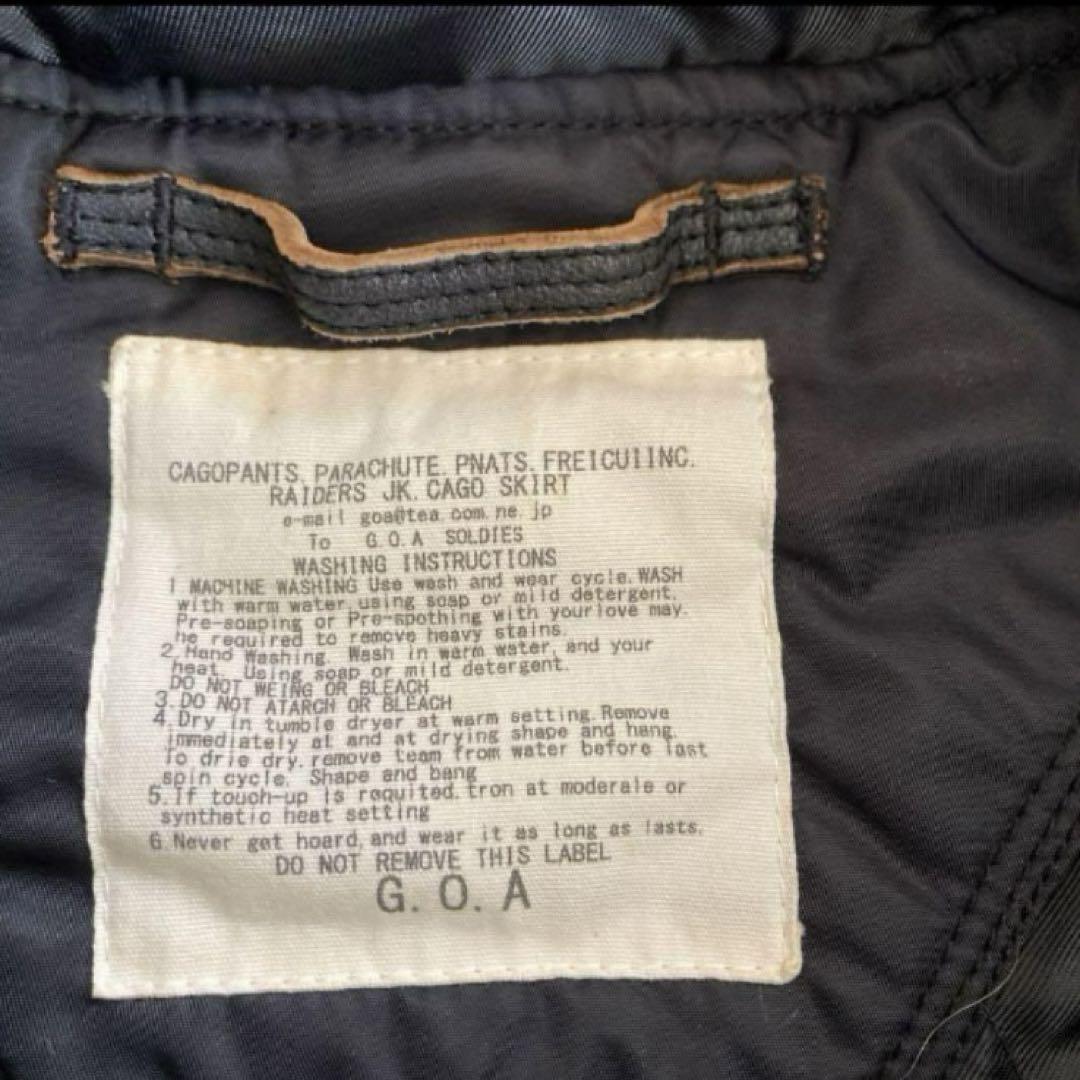 CAGOPANTS. PARACHUTE. PNATS. FREICUIINC.
RAIDERS JK. CAGO SKIRT
e-mail goa@tea.com.ne.jp
To G.O.A SOLDIES
WASHING INSTRUCTIONS
1 MACHINE WASHING Use wesh and wear cycle. WASH
with warm water, using soap or mild detergent.
Pre-soaping or Pre-spothing with your love may.
he required to remove heavy stains.
2. Hand Washing. Wash in warm water, and your
heat. Using soap or mild detergent.
DO NOT WEING OR BLEACH
3. DO NOT ATARCH OR BLEACH
4. Dry in tumble dryer at warm setting. Remove
immediately at and at drying shape and hang.
To drie dry. remove team from water before last
spin cycle. Shape and bang
5. If touch-up is requited. tron at moderale or
synthetic heat setting
6. Never get hoard, and wear it as long as lasts.
DO NOT REMOVE THIS LABEL
G. O. A